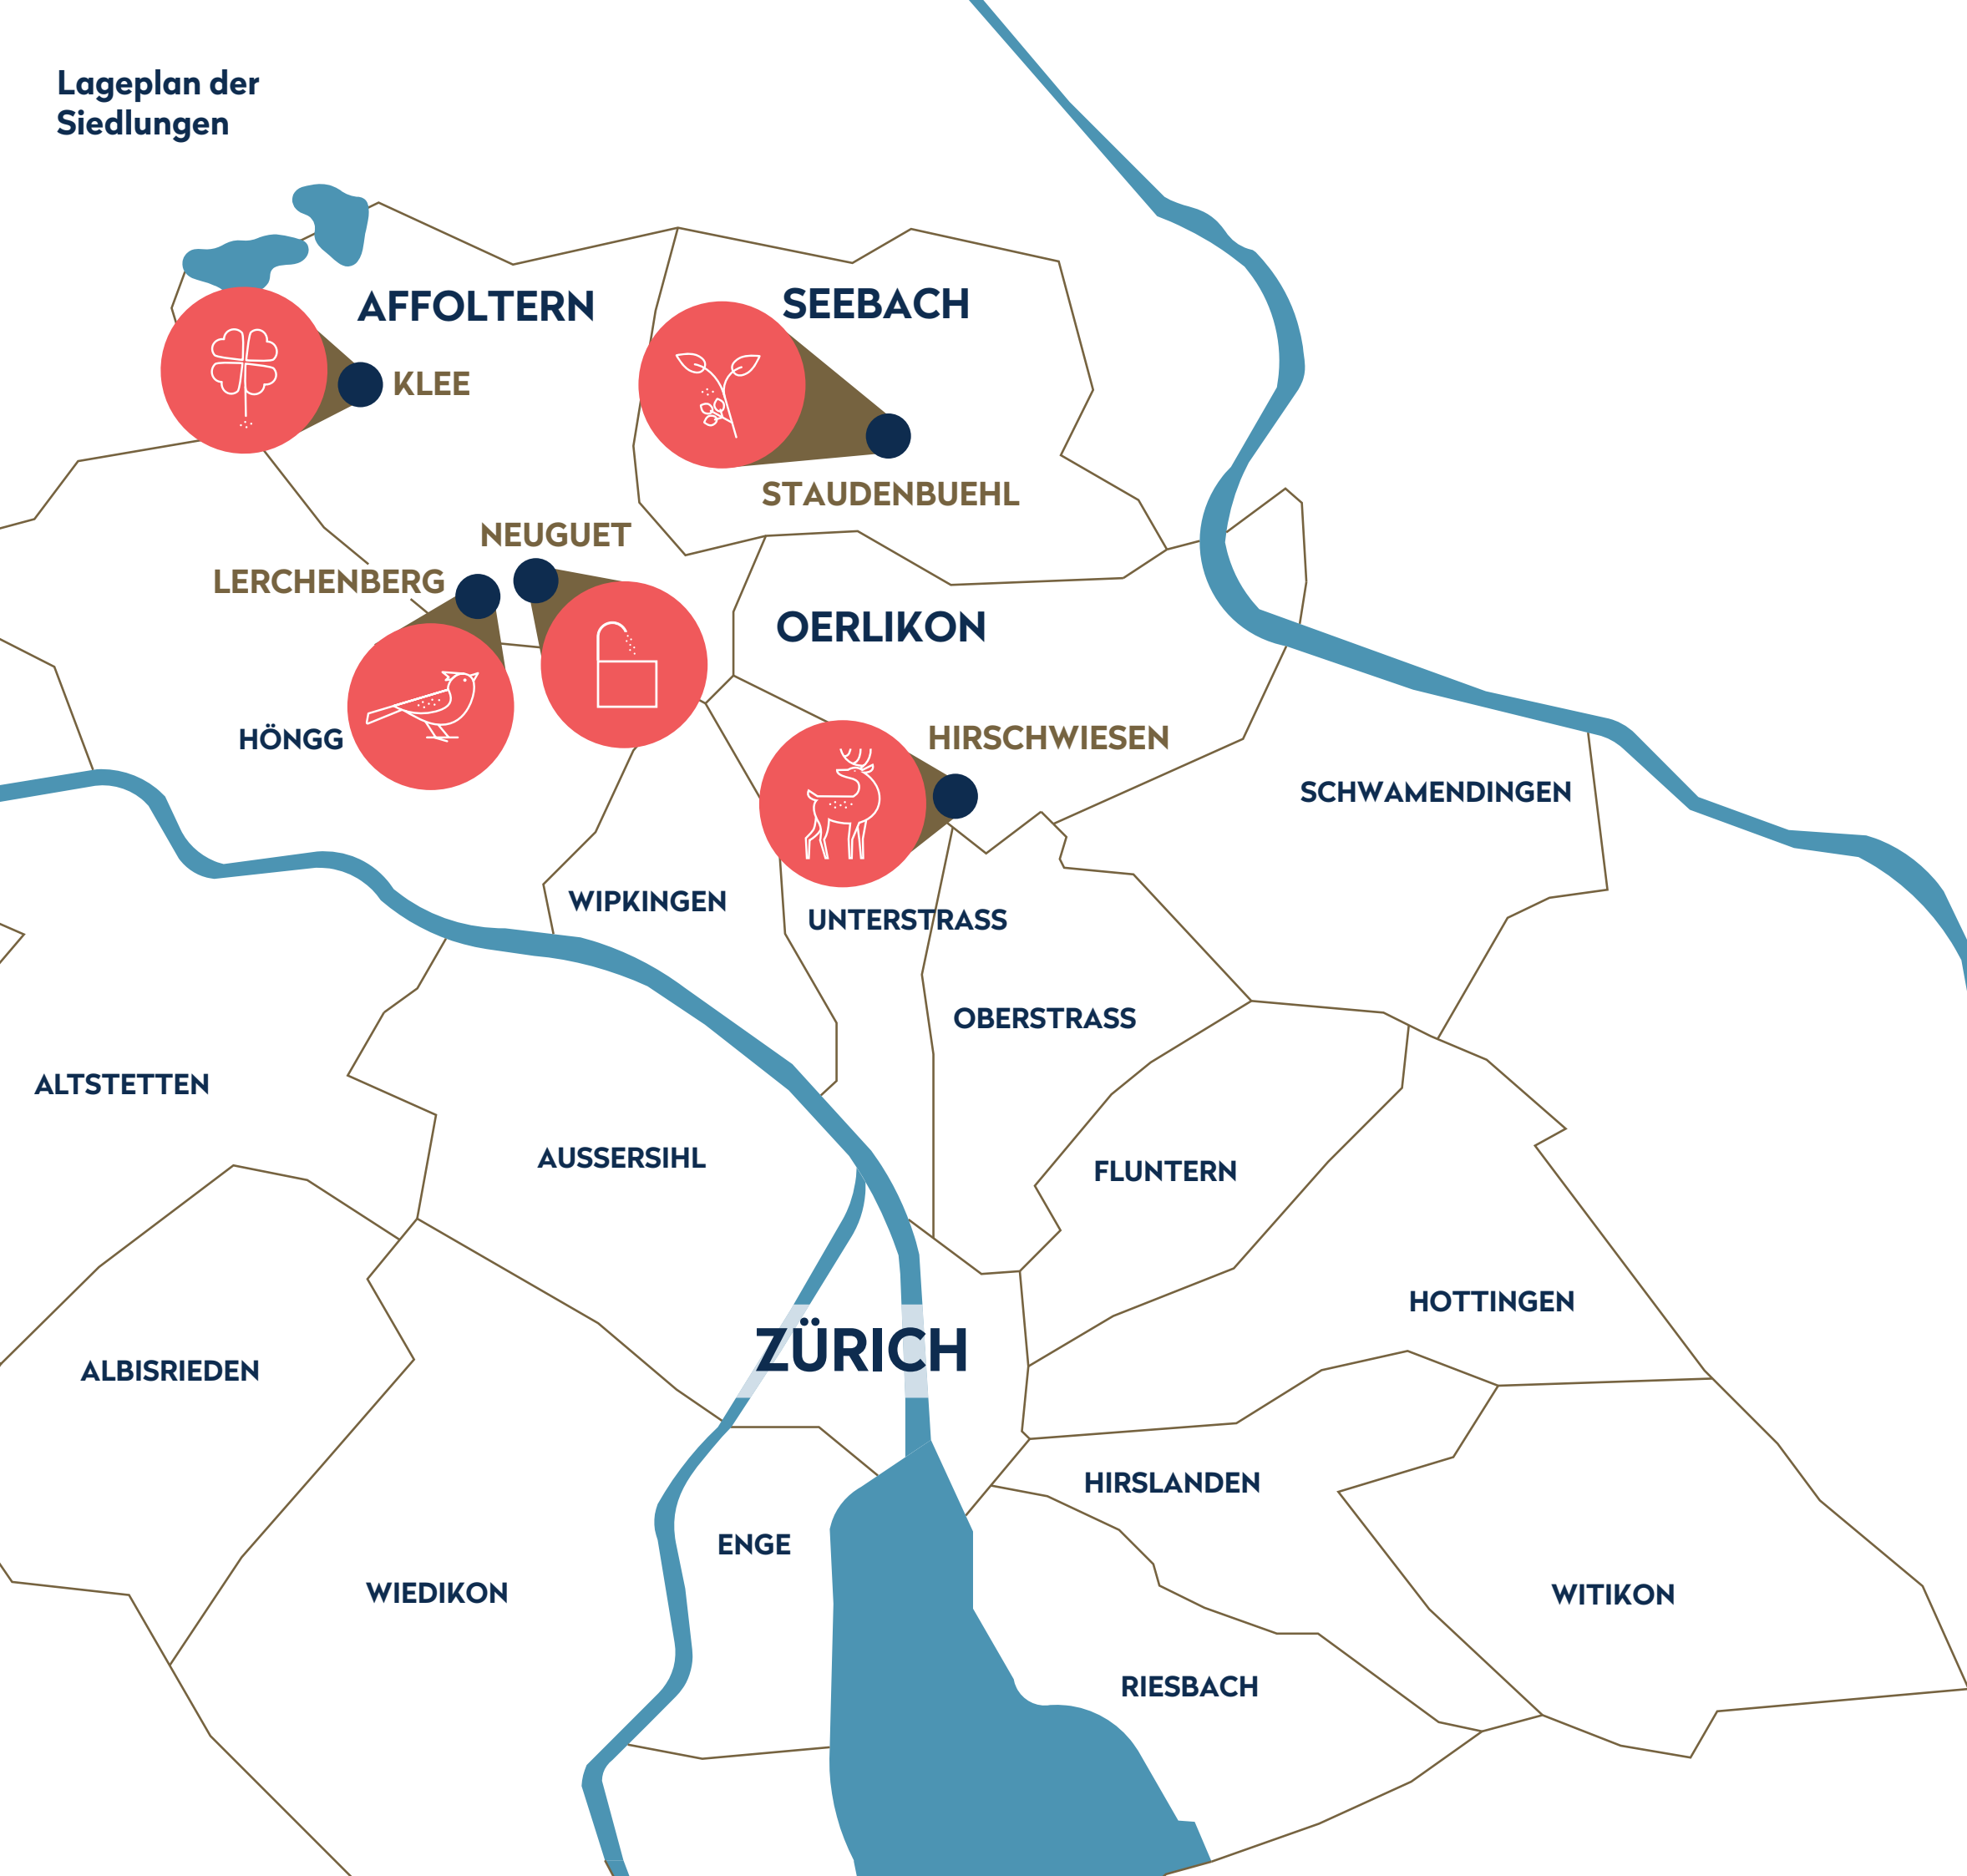 Lageplan der
Siedlungen
AFFOLTERN
SEEBACH
KLEE
STAUDENBUEHL
NEUGUET
LERCHENBERG
OERLIKON
HÖNGG
HIRSCHWIESEN
SCHWAMENDINGEN
WIPKINGEN
UNTERSTRASS
OBERSTRASS
ALTSTETTEN
AUSSERSIHL
FLUNTERN
HOTTINGEN
ZÜRICH
ALBISRIEDEN
HIRSLANDEN
ENGE
WIEDIKON
WITIKON
RIESBACH